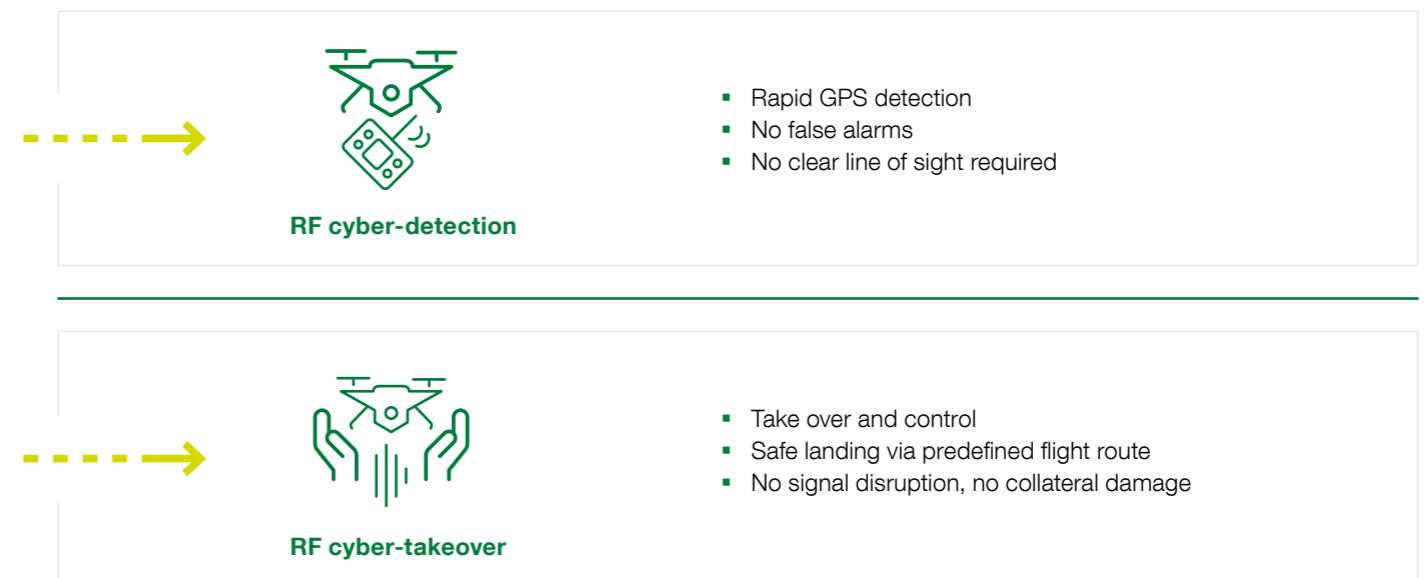 ▪ Rapid GPS detection
▪ No false alarms
▪ No clear line of sight required
RF cyber-detection
▪ Take over and control
▪ Safe landing via predefined flight route
▪ No signal disruption, no collateral damage
RF cyber-takeover